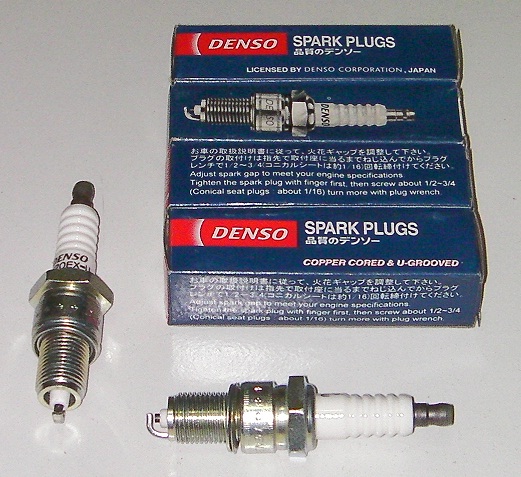 DENSO SPARK PLUGS
品質のデンソー
LICENSED BY DENSO CORPORATION, JAPAN
DENSO
DENSO
お車の取扱説明書に従って、火花ギャップを調整して下さい。
プラグの取付けは指先で取付座に当るまでねじ込んでからプラグ
レンチで1/2~3/4(コニカルシートは約1/16)回転締付けてください。
Adjust spark gap to meet your engine specifications
Tighten the spark plug with finger first, then screw about 1/2~3/4
(Conical seat plugs about 1/16) turn more with plug wrench.
DENSO SPARK PLUGS
品質のデンソー
COPPER CORED & U-GROOVED
お車の取扱説明書に従って、火花ギャップを調整して下さい。
プラグの取付けは指先で取付座に当るまでねじ込んでからプラグ
レンチで1/2~3/4(コニカルシートは約1/16)回転締付けてください。
Adjust spark gap to meet your engine specifications
Tighten the spark plug with finger first, then screw about 1/2~3/4
(Conical seat plugs about 1/16) turn more with plug wrench.
DENSO